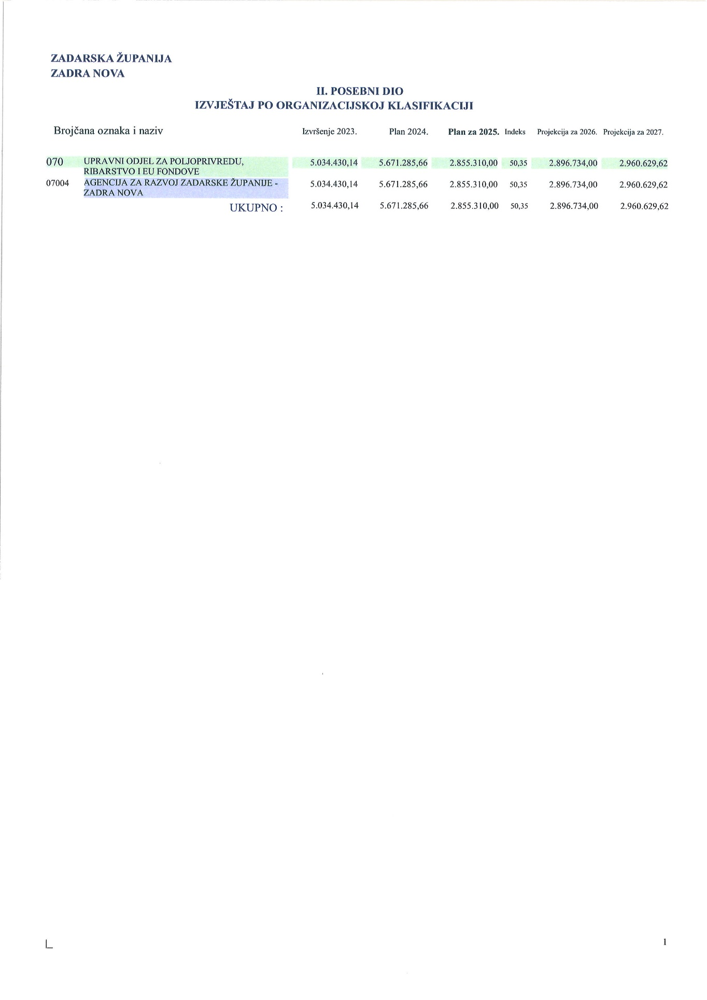 ZADARSKA ŽUPANIJA
ZADRA NOVA
II. POSEBNI DIO
IZVJEŠTAJ PO ORGANIZACIJSKOJ KLASIFIKACIJI
Brojčana oznaka i naziv Izvršenje 2023. Plan 2024. Plan za 2025. Indeks Projekcija za 2026. Projekcija za 2027.
070 UPRAVNI ODJEL ZA POLJOPRIVREDU, 5.034.430,14 5.671.285,66 2.855.310,00 50,35 2.896.734,00 2.960.629,62
RIBARSTVO I EU FONDOVE
07004 AGENCIJA ZA RAZVOJ ZADARSKE ŽUPANIJE - 5.034.430,14 5.671.285,66 2.855.310,00 50,35 2.896.734,00 2.960.629,62
ZADRA NOVA
UKUPNO : 5.034.430,14 5.671.285,66 2.855.310,00 50,35 2.896.734,00 2.960.629,62
1